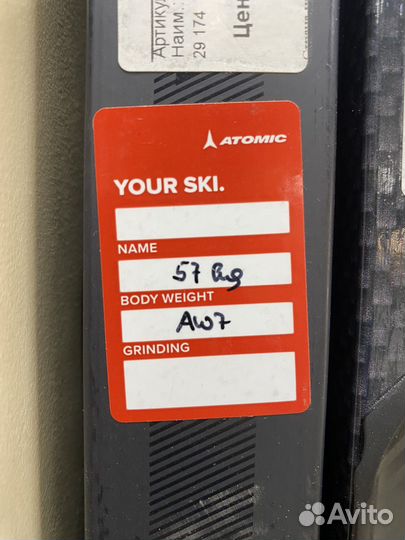 Артику
Наим.:
29 174
Цен
ATOMIC
YOUR SKI.
NAME
57 kg
BODY WEIGHT
AW7
GRINDING
Avito